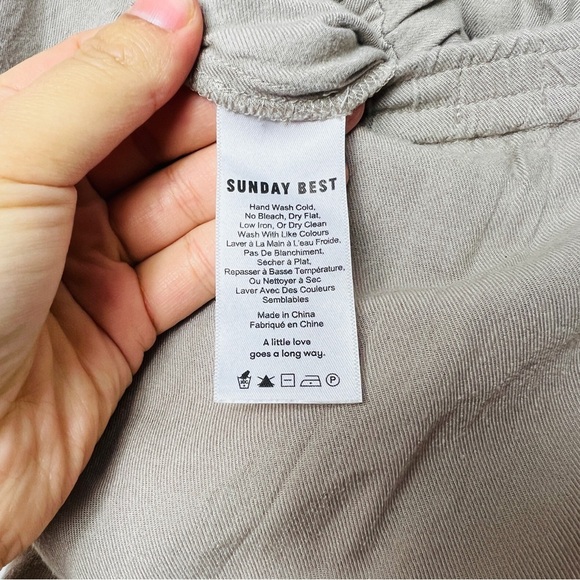 SUNDAY BEST
Hand Wash Cold,
No Bleach, Dry Flat,
Low Iron, Or Dry Clean
Wash With Like Colours
Laver à La Main à L'eau Froide,
Pas De Blanchiment,
Sécher à Plat,
Repasser à Basse Température,
Ou Nettoyer à Sec
Laver Avec Des Couleurs
Semblables
Made in China
Fabriqué en Chine
A little love
goes a long way.
P